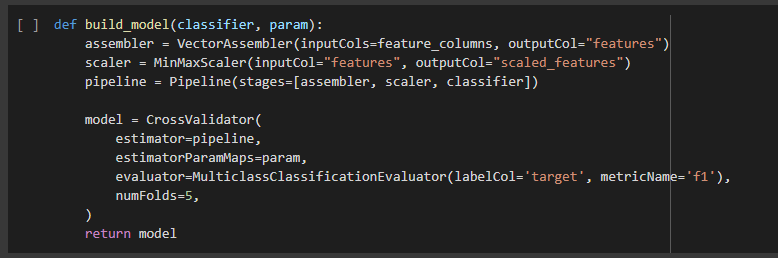 [ ] def build_model(classifier, param):
assembler = VectorAssembler(inputCols=feature_columns, outputCol="features")
scaler = MinMaxScaler(inputCol="features", outputCol="scaled_features")
pipeline = Pipeline(stages=[assembler, scaler, classifier])
model = CrossValidator(
estimator=pipeline,
estimatorParamMaps=param,
evaluator=MulticlassClassificationEvaluator(labelCol='target', metricName='f1'),
numFolds=5,
)
return model